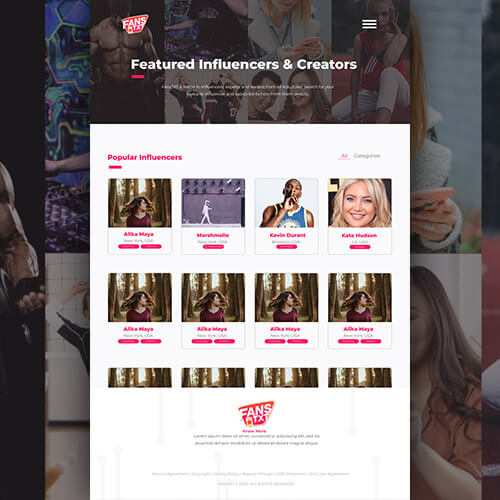 FANS
TXT
Featured Influencers & Creators
FansTXT is home to influencers, experts and leaders from all industries. Search for your
favourite influencer and subscribe to hear from them directly.
Popular Influencers
All Categories
Alika Maya Marshmello Kevin Durant Kate Hudson
New York, USA New York, USA Brooklyn USA USA
Alika Maya Alika Maya Alika Maya Alika Maya
New York, USA New York, USA New York, USA New York, USA
FANS
TXT
Know More
Lorem ipsum dolor sit amet, consectetur adipiscing elit, sed do eiusmod
tempor incididunt ut labore et dolore magna aliqua
Service Agreement | Copyright | Privacy Policy | | Statement | End User Agreement
FansTXT © 2020. ALL RIGHTS RESERVED